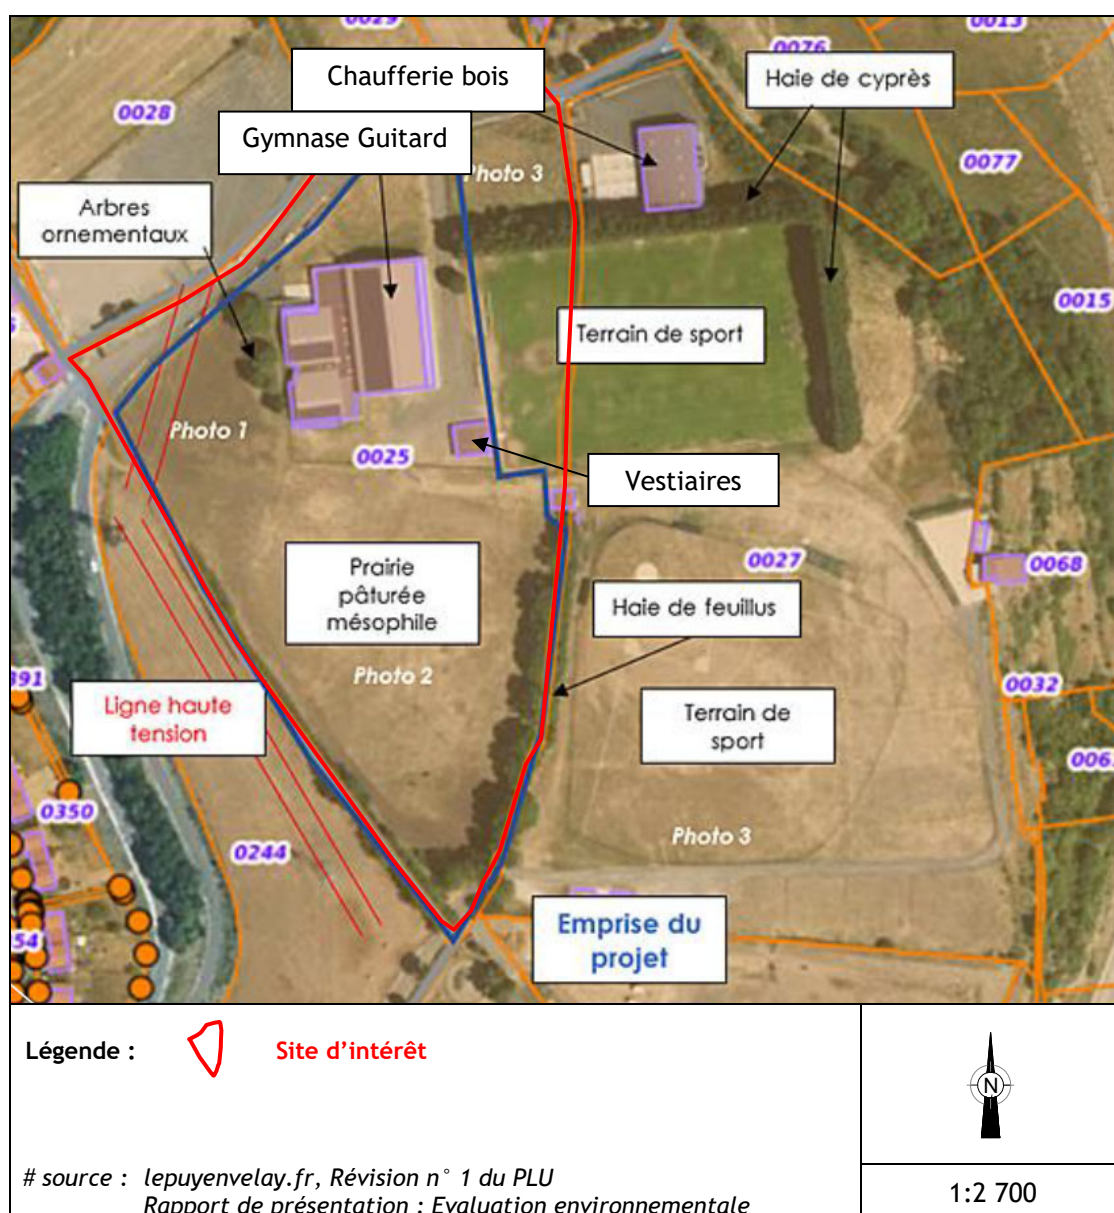 0029
0013
0076
Chaufferie bois
Haie de cyprès
0028
Gymnase Guitard
0077
Photo 3
Arbres
ornementaux
0015
Terrain de sport
Photo 1
0025
Vestiaires
0027
Prairie
pâturée
mésophile
0068
Haie de feuillus
Photo 2
391
0032
Ligne haute
tension
Terrain de
sport
0350
Photo 3
0244
54
Emprise du
projet
Légende :
Site d’intérêt
N
# source : lepuyenvelay.fr, Révision n° 1 du PLU
Rapport de présentation : Evaluation environnementale
1:2 700